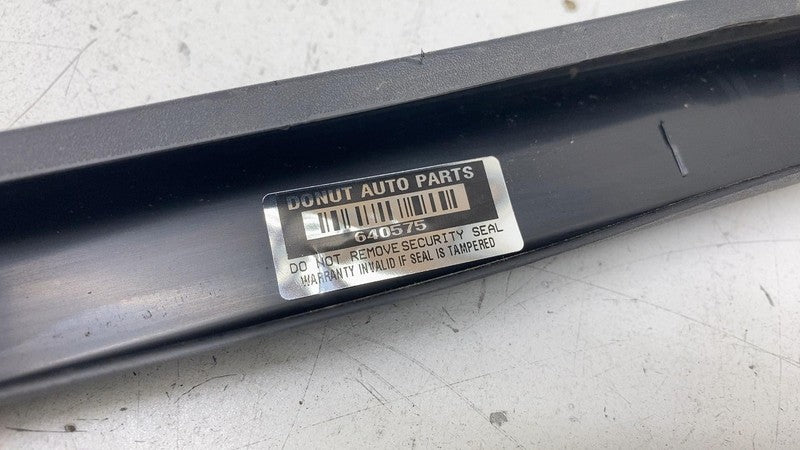 DONUT AUTO PARTS
640575
DO NOT REMOVE SECURITY SEAL
WARRANTY INVALID IF SEAL IS TAMPERED